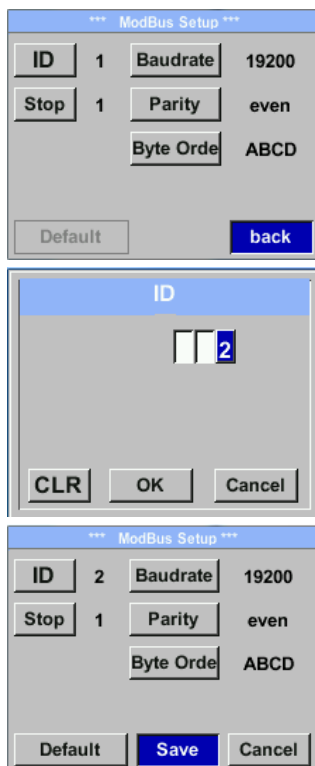 *** ModBus Setup ***
ID 1 Baudrate 19200
Stop 1 Parity even
Byte Orde ABCD
Default back
ID
2
CLR OK Cancel
*** ModBus Setup ***
ID 2 Baudrate 19200
Stop 1 Parity even
Byte Orde ABCD
Default Save Cancel